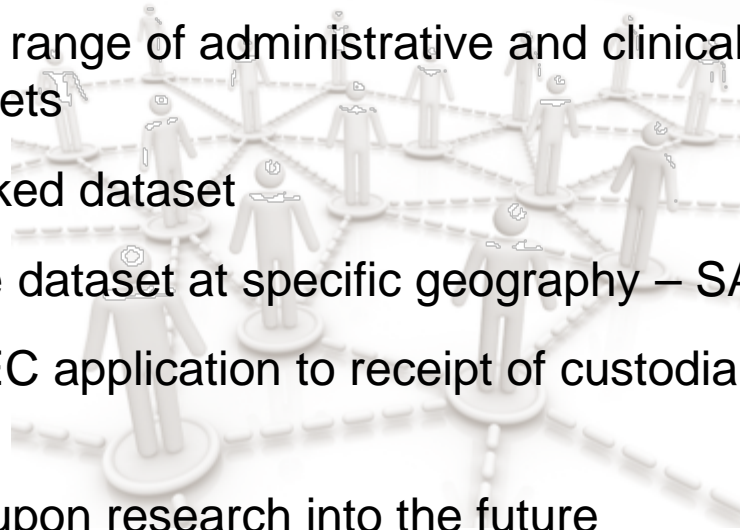 range of administrative and clinical
ets
ked dataset
dataset at specific geography – SA
EC application to receipt of custodia
upon research into the future